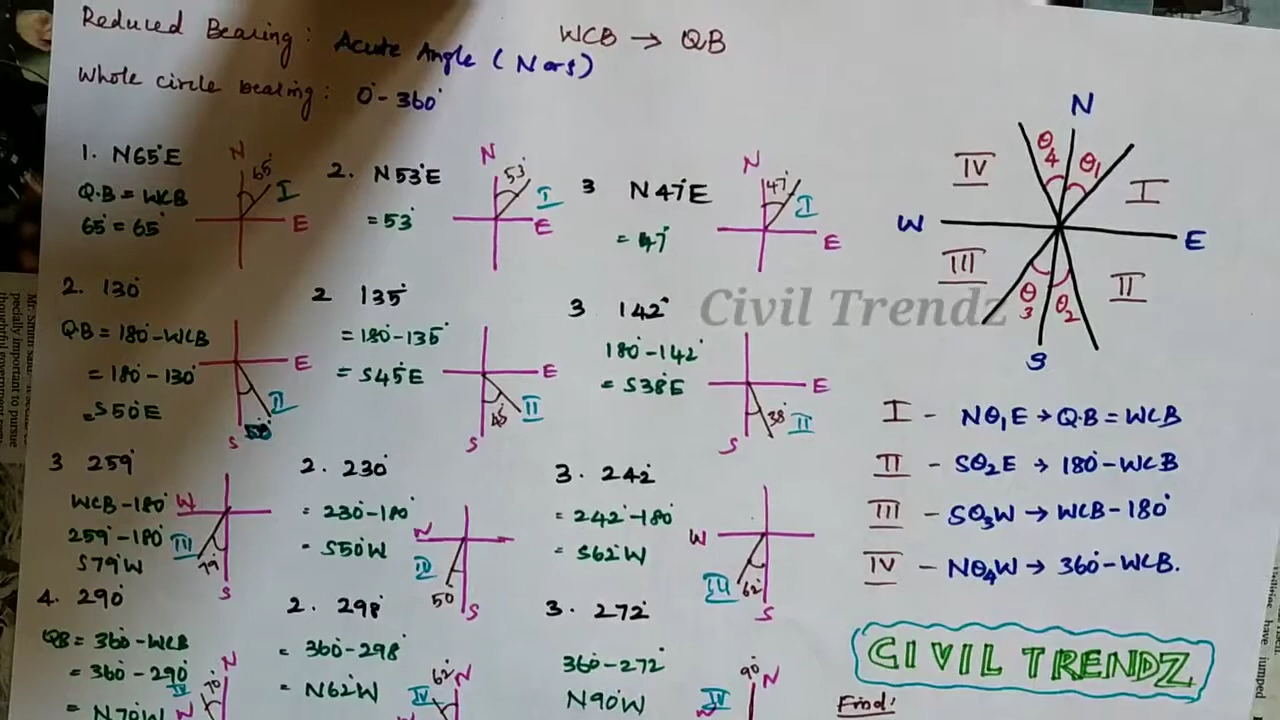 Reduced Bearing: Acute Angle (N or S)
WCB → QB
Whole circle bearing: 0° - 360°
1. N65°E
Q.B = WCB
65° = 65°
N
65°
I
E
2. N53°E
= 53°
N
53°
I
E
3 N47°E
= 47°
N
47°
I
E
2. 130°
QB = 180° - WCB
= 180° - 130°
= S50°E
E
II
S
2 135°
= 180° - 135°
= S45°E
E
II
S
3 142°
180° - 142°
= S38°E
E
38°
II
S
3 259°
WCB - 180°
259° - 180°
S79°W
W
III
79
S
2. 230°
= 230° - 180°
= S50°W
50
S
3. 242°
= 242° - 180°
= S62°W
W
III
62°
S
4. 290°
QB = 360° - WCB
= 360° - 290°
= N70°W
N
70°
IV
W
2. 298°
= 360° - 298°
= N62°W
62°
N
IV
W
3. 272°
360° - 272°
N90°W
90°
N
IV
W
N
θ4
θ1
IV
I
W
E
III
II
θ3
θ2
S
Civil Trendz
I - Nθ1E → Q.B = WCB
II - Sθ2E → 180° - WCB
III - Sθ3W → WCB - 180°
IV - Nθ4W → 360° - WCB.
CIVIL TRENDZ
Find: